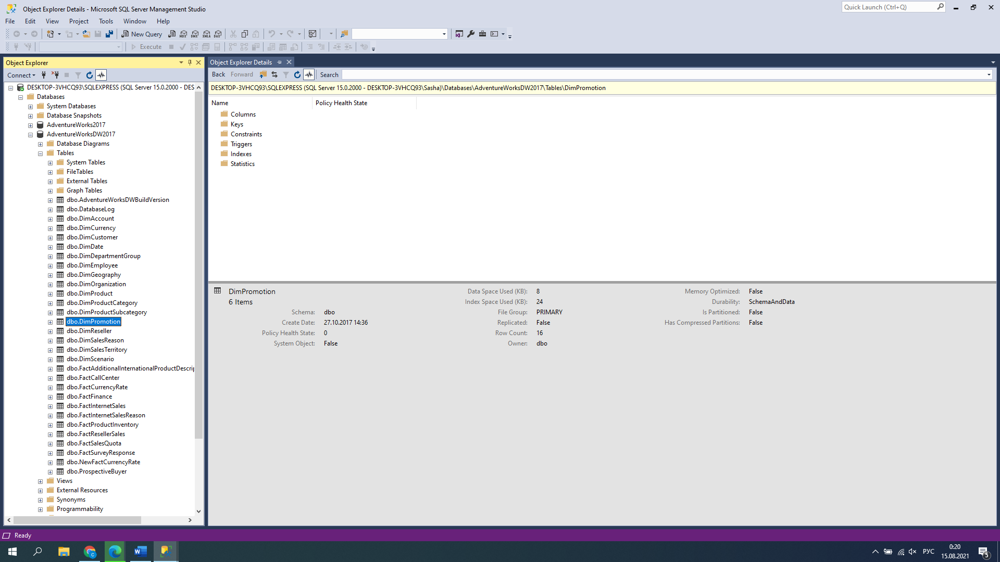 Object Explorer Details - Microsoft SQL Server Management Studio
Quick Launch (Ctrl+Q)
File Edit View Project Tools Window Help
New Query MDX DMX XMLA DAX
Execute
Object Explorer
Connect
DESKTOP-3VHCQ93\SQLEXPRESS (SQL Server 15.0.2000 - DES
Databases
System Databases
Database Snapshots
AdventureWorks2017
AdventureWorksDW2017
Database Diagrams
Tables
System Tables
FileTables
External Tables
Graph Tables
dbo.AdventureWorksDWBuildVersion
dbo.DatabaseLog
dbo.DimAccount
dbo.DimCurrency
dbo.DimCustomer
dbo.DimDate
dbo.DimDepartmentGroup
dbo.DimEmployee
dbo.DimGeography
dbo.DimOrganization
dbo.DimProduct
dbo.DimProductCategory
dbo.DimProductSubcategory
dbo.DimPromotion
dbo.DimReseller
dbo.DimSalesReason
dbo.DimSalesTerritory
dbo.DimScenario
dbo.FactAdditionalInternationalProductDescrip
dbo.FactCallCenter
dbo.FactCurrencyRate
dbo.FactFinance
dbo.FactInternetSales
dbo.FactInternetSalesReason
dbo.FactProductInventory
dbo.FactResellerSales
dbo.FactSalesQuota
dbo.FactSurveyResponse
dbo.NewFactCurrencyRate
dbo.ProspectiveBuyer
Views
External Resources
Synonyms
Programmability
Object Explorer Details
Back Forward Search
DESKTOP-3VHCQ93\SQLEXPRESS (SQL Server 15.0.2000 - DESKTOP-3VHCQ93\Sasha)\Databases\AdventureWorksDW2017\Tables\DimPromotion
Name Policy Health State
Columns
Keys
Constraints
Triggers
Indexes
Statistics
DimPromotion
6 Items
Schema: dbo
Create Date: 27.10.2017 14:36
Policy Health State: 0
System Object: False
Data Space Used (KB): 8
Index Space Used (KB): 24
File Group: PRIMARY
Replicated: False
Row Count: 16
Owner: dbo
Memory Optimized: False
Durability: SchemaAndData
Is Partitioned: False
Has Compressed Partitions: False
Ready
РУС
0:20
15.08.2021
5